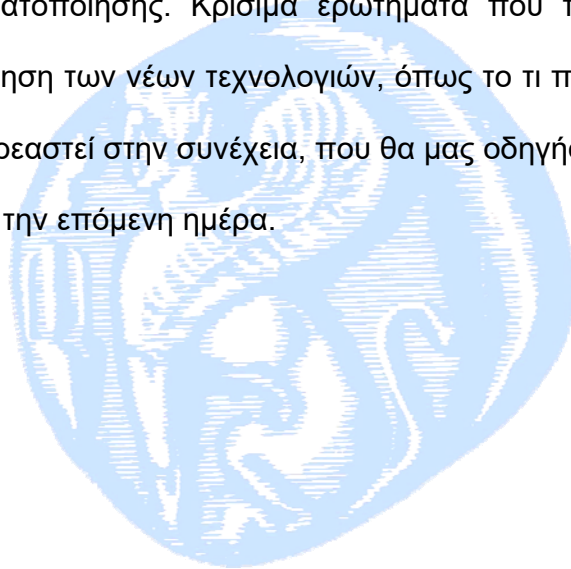 ατοποίησης. Κρίσιμα ερωτήματα που τ
ηση των νέων τεχνολογιών, όπως το τι π
ρεαστεί στην συνέχεια, που θα μας οδηγήσ
την επόμενη ημέρα.